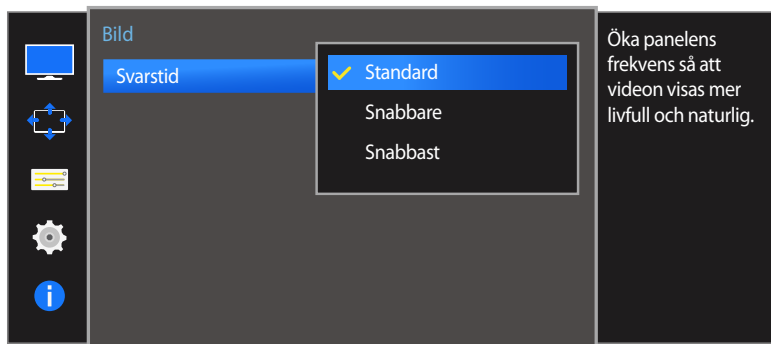 Bild
Svarstid
Standard
Snabbare
Snabbast
Öka panelens
frekvens så att
videon visas mer
livfull och naturlig.